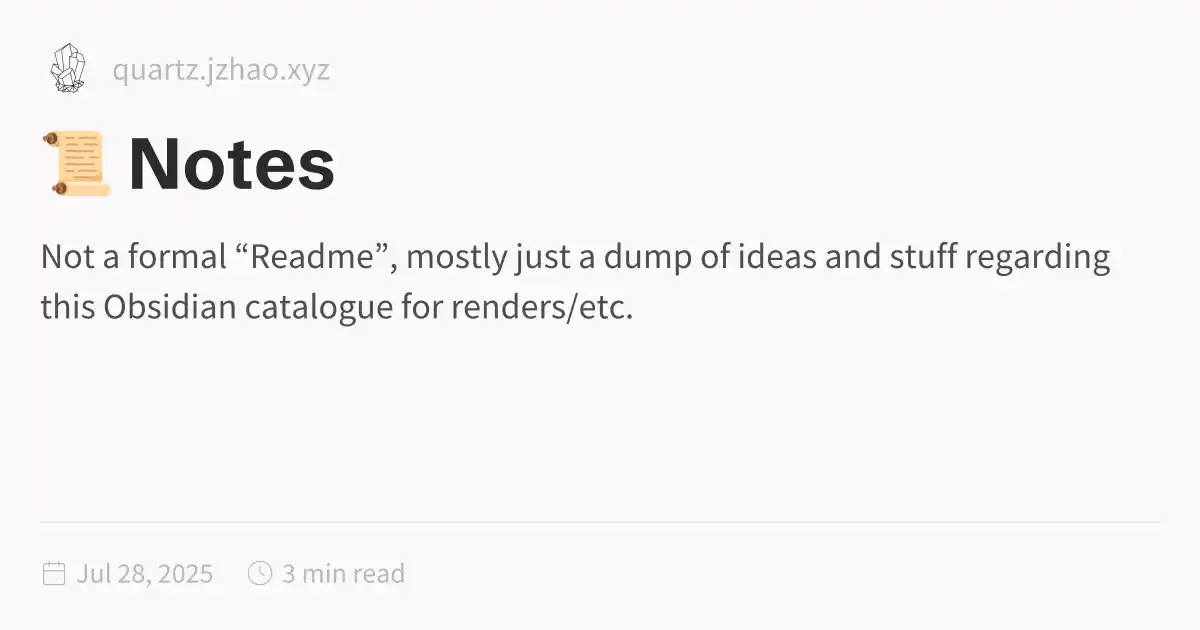 quartz.jzhao.xyz
📜 Notes
Not a formal “Readme”, mostly just a dump of ideas and stuff regarding
this Obsidian catalogue for renders/etc.
Jul 28, 2025 3 min read